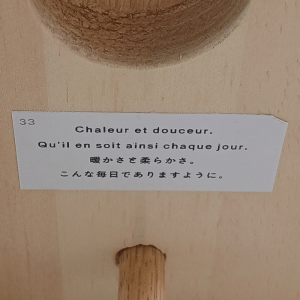 33
Chaleur et douceur.
Qu'il en soit ainsi chaque jour.
暖かさと柔らかさ。
こんな毎日でありますように。